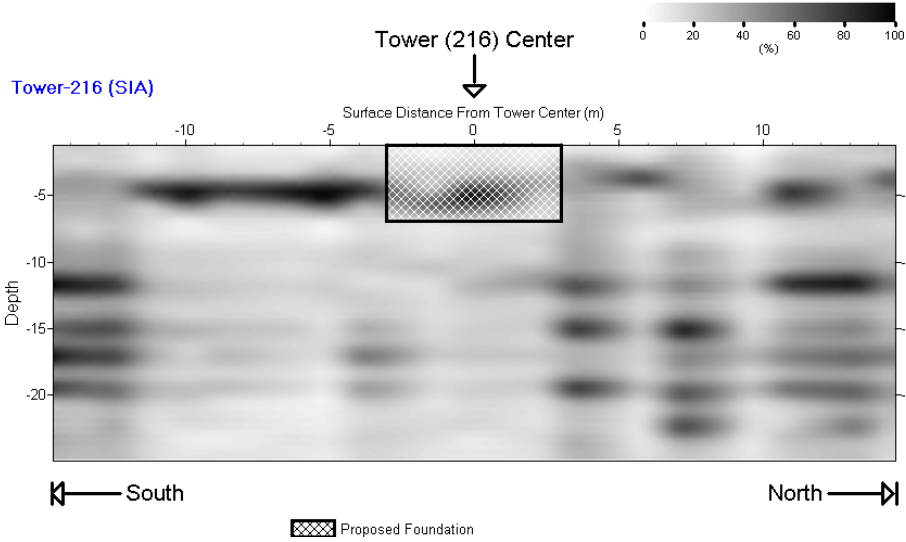 0 20 40 60 80 100
(%)
Tower (216) Center
Tower-216 (SIA)
Surface Distance From Tower Center (m)
-10 -5 0 5 10
-5
-10
-15
-20
Depth
South
North
Proposed Foundation